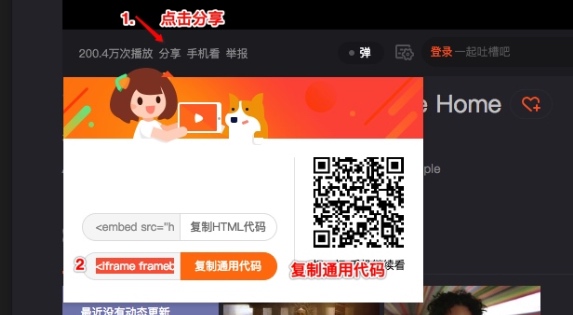 1. 点击分享
200.4万次播放 分享 手机看 举报
弹
登录 一起吐槽吧
Home
ple
<embed src="h 复制HTML代码
2 <Iframe frameb 复制通用代码
复制通用代码
续看
最近没有动态更新